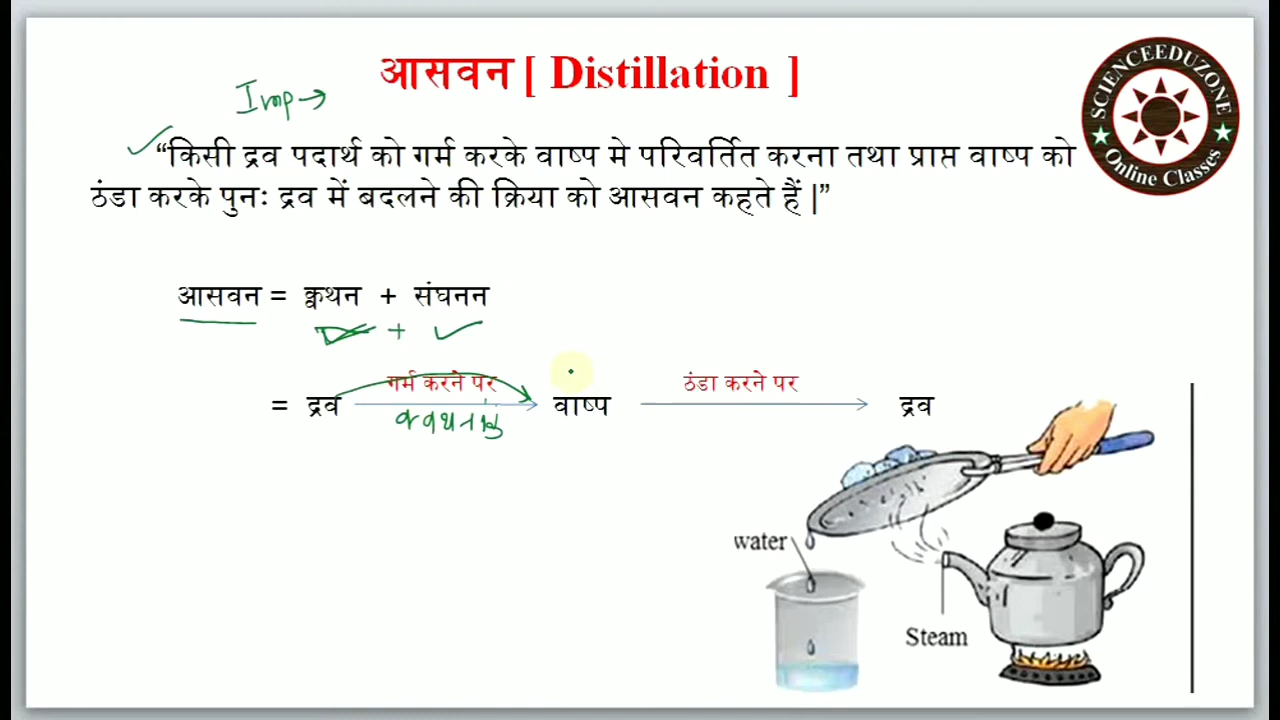 आसवन [ Distillation ]
Imp →
“किसी द्रव पदार्थ को गर्म करके वाष्प मे परिवर्तित करना तथा प्राप्त वाष्प को
ठंडा करके पुनः द्रव में बदलने की क्रिया को आसवन कहते हैं |”
SCIENCEEDUZONE
Online Classes
आसवन = क्वथन + संघनन
+
गर्म करने पर
ठंडा करने पर
= द्रव → वाष्प → द्रव
water
Steam